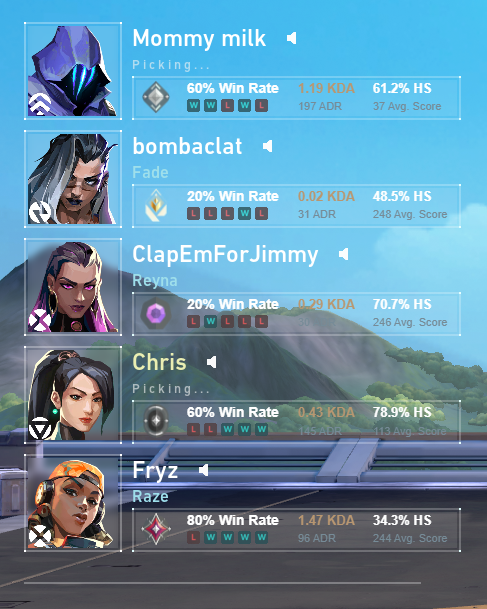 Mommy milk
Picking...
60% Win Rate 1.19 KDA 61.2% HS
W W L W L 197 ADR 37 Avg. Score
bombaclat
Fade
20% Win Rate 0.02 KDA 48.5% HS
L L L W L 31 ADR 248 Avg. Score
ClapEmForJimmy
Reyna
20% Win Rate 0.29 KDA 70.7% HS
L W L L L 246 Avg. Score
Chris
Picking...
60% Win Rate 0.43 KDA 78.9% HS
L L W W W 145 ADR 113 Avg. Score
Fryz
Raze
80% Win Rate 1.47 KDA 34.3% HS
L W W W W 96 ADR 244 Avg. Score